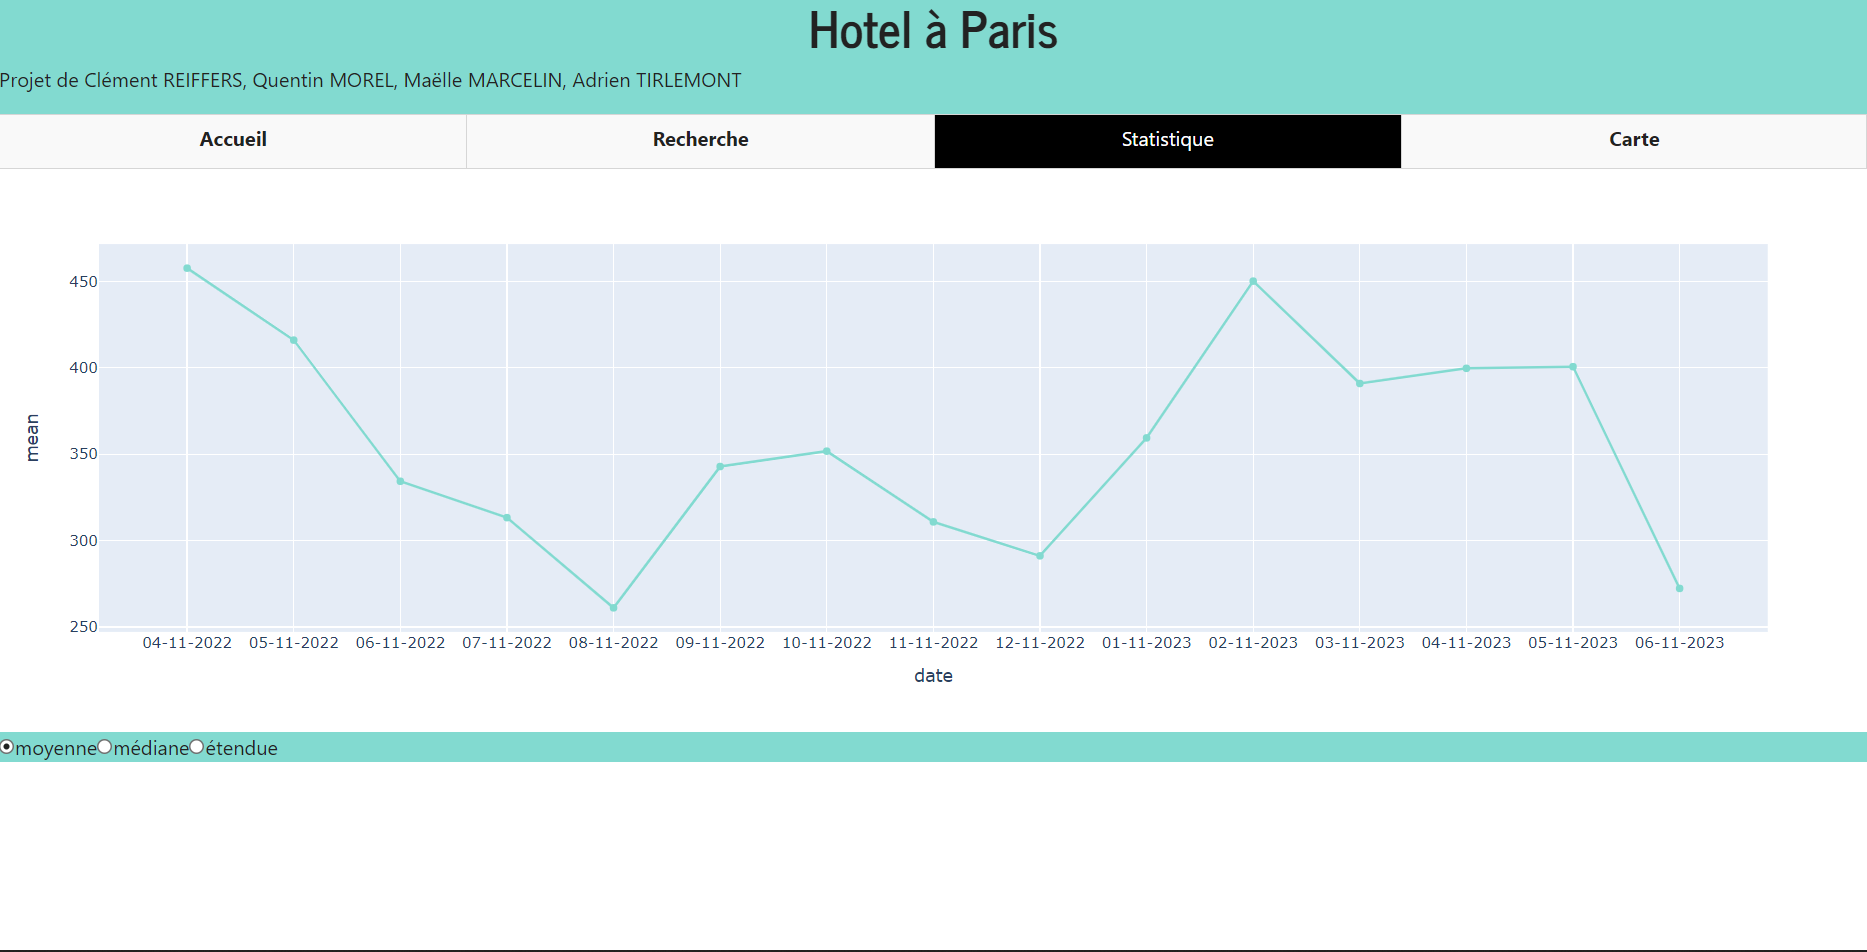 Hotel à Paris
Projet de Clément REIFFERS, Quentin MOREL, Maëlle MARCELIN, Adrien TIRLEMONT
Accueil Recherche Statistique Carte
450
400
350
300
250
mean
04-11-2022 05-11-2022 06-11-2022 07-11-2022 08-11-2022 09-11-2022 10-11-2022 11-11-2022 12-11-2022 01-11-2023 02-11-2023 03-11-2023 04-11-2023 05-11-2023 06-11-2023
date
moyenne médiane étendue